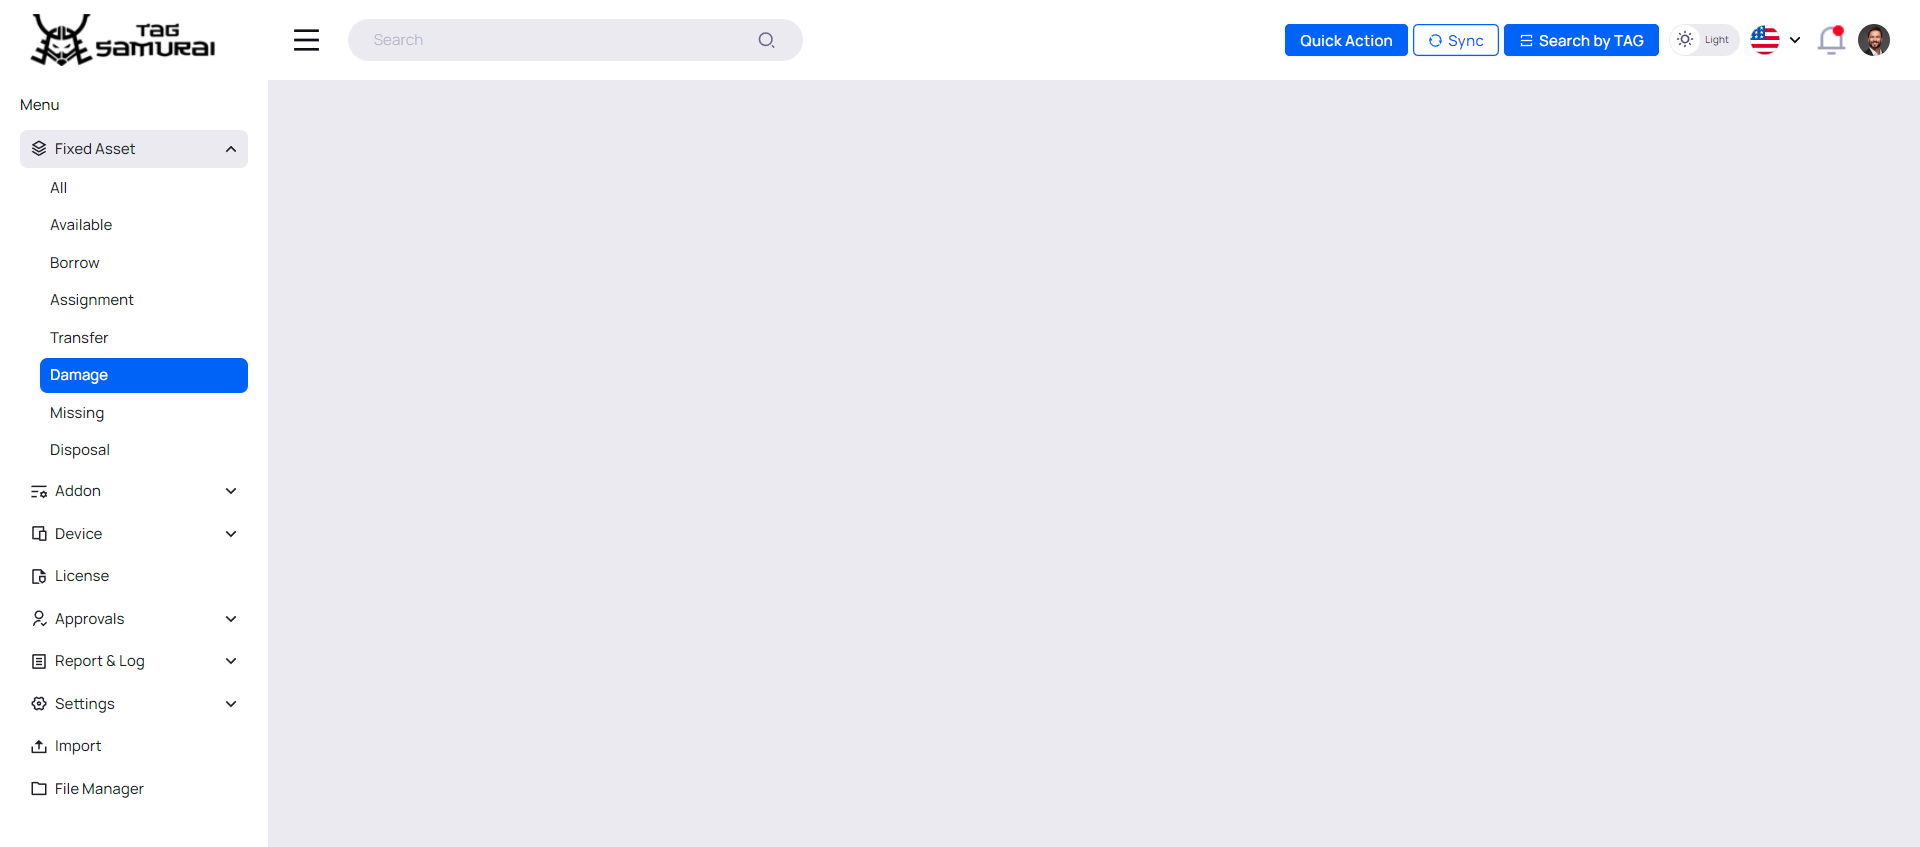 TAG
SAMURAI
Search
Quick Action
Sync
Search by TAG
Light
Menu
Fixed Asset
All
Available
Borrow
Assignment
Transfer
Damage
Missing
Disposal
Addon
Device
License
Approvals
Report & Log
Settings
Import
File Manager